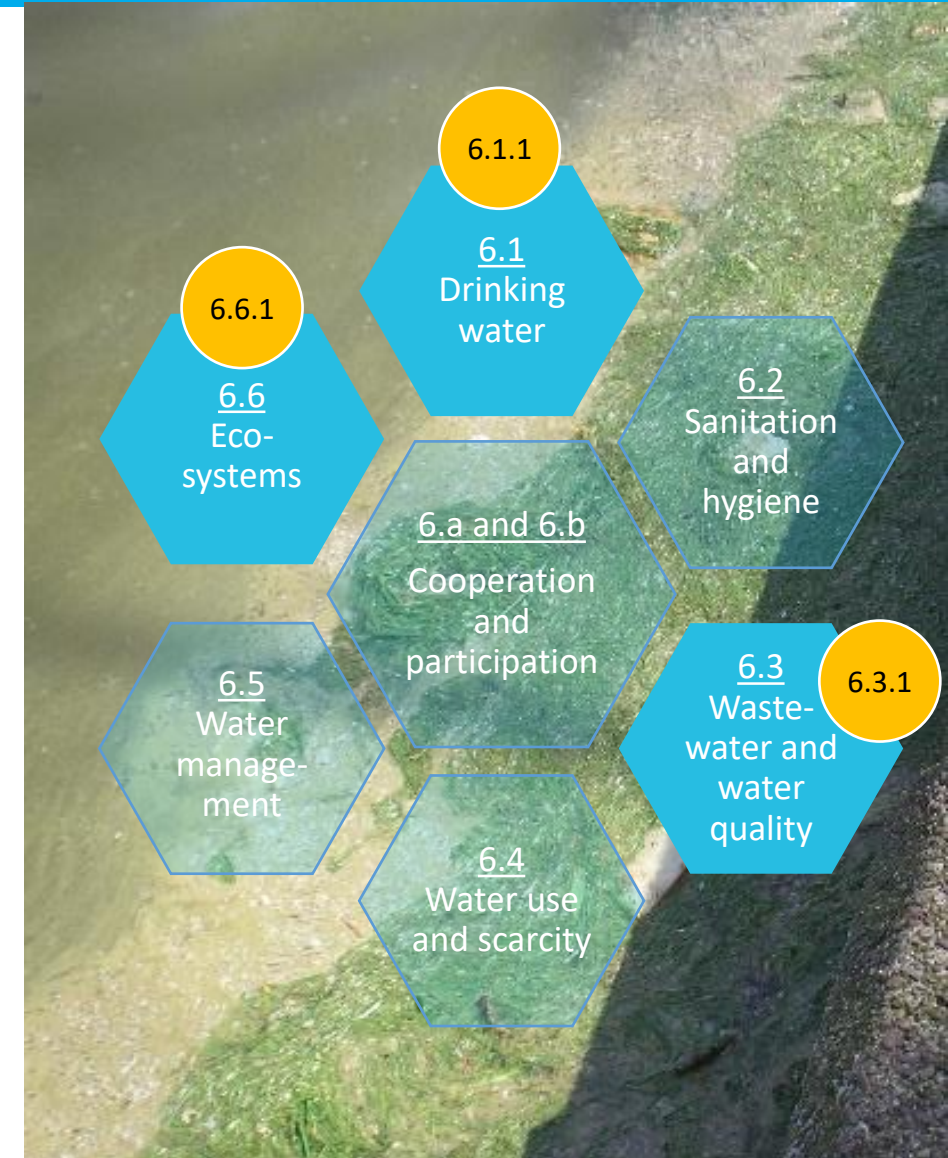 6.1.1
6.1
Drinking
water
6.6.1
6.6
Eco-
systems
6.2
Sanitation
and
hygiene
6.a and 6.b
Cooperation
and
participation
6.3.1
6.3
Waste-
water and
water
quality
6.5
Water
manage-
ment
6.4
Water use
and scarcity